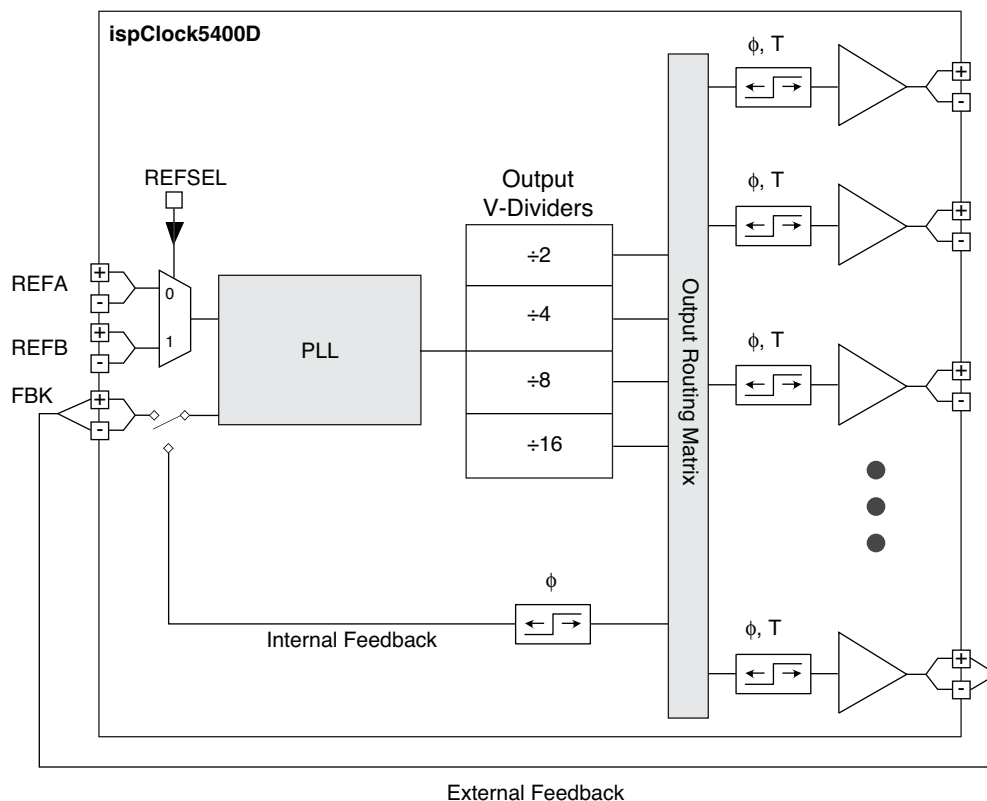 ispClock5400D
ϕ, T
+
-
REFSEL
Output
V-Dividers
ϕ, T
+
-
÷2
REFA
+
-
0
÷4
REFB
+
-
1
PLL
÷8
ϕ, T
+
-
FBK
+
-
÷16
Output Routing Matrix
ϕ
Internal Feedback
ϕ, T
+
-
External Feedback